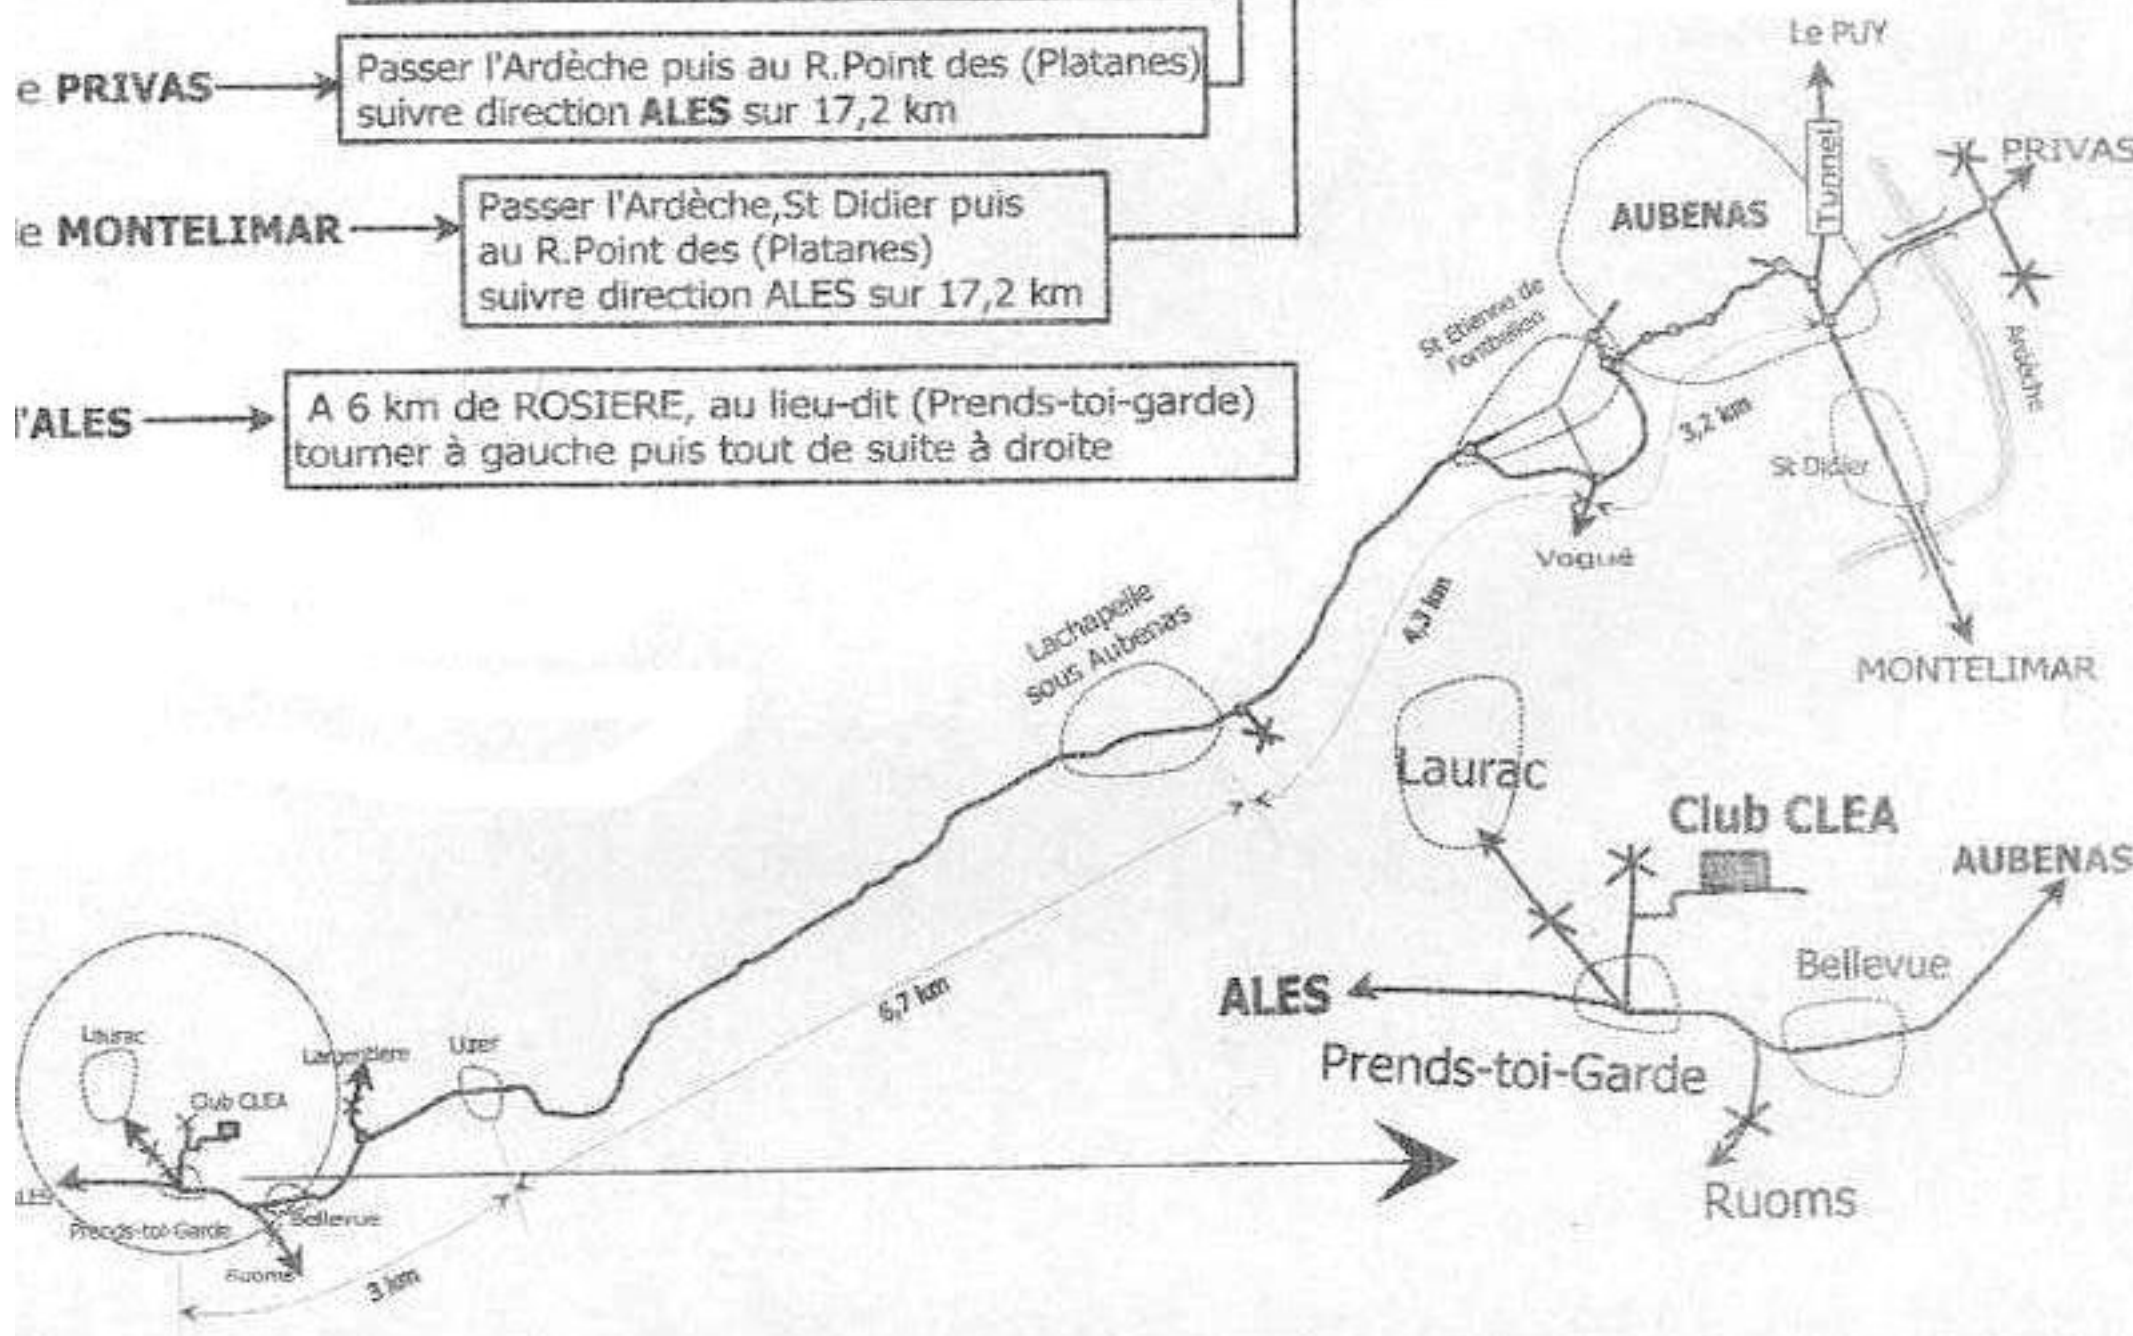 e PRIVAS
Passer l'Ardèche puis au R.Point des (Platanes)
suivre direction ALES sur 17,2 km
e MONTELIMAR
Passer l'Ardèche,St Didier puis
au R.Point des (Platanes)
suivre direction ALES sur 17,2 km
l'ALES
A 6 km de ROSIERE, au lieu-dit (Prends-toi-garde)
tourner à gauche puis tout de suite à droite
Le PUY
Tunnel
PRIVAS
AUBENAS
Ardèche
St Etienne de
Fontbellon
3,2 km
St Didier
Vogué
MONTELIMAR
4,3 km
Lachapelle
sous Aubenas
6,7 km
Laurac
Club CLEA
AUBENAS
Bellevue
ALES
Prends-toi-Garde
Ruoms
Laurac
Largentiere
Uzer
Club CLEA
ALES
Prends-toi-Garde
Bellevue
Ruoms
3 km